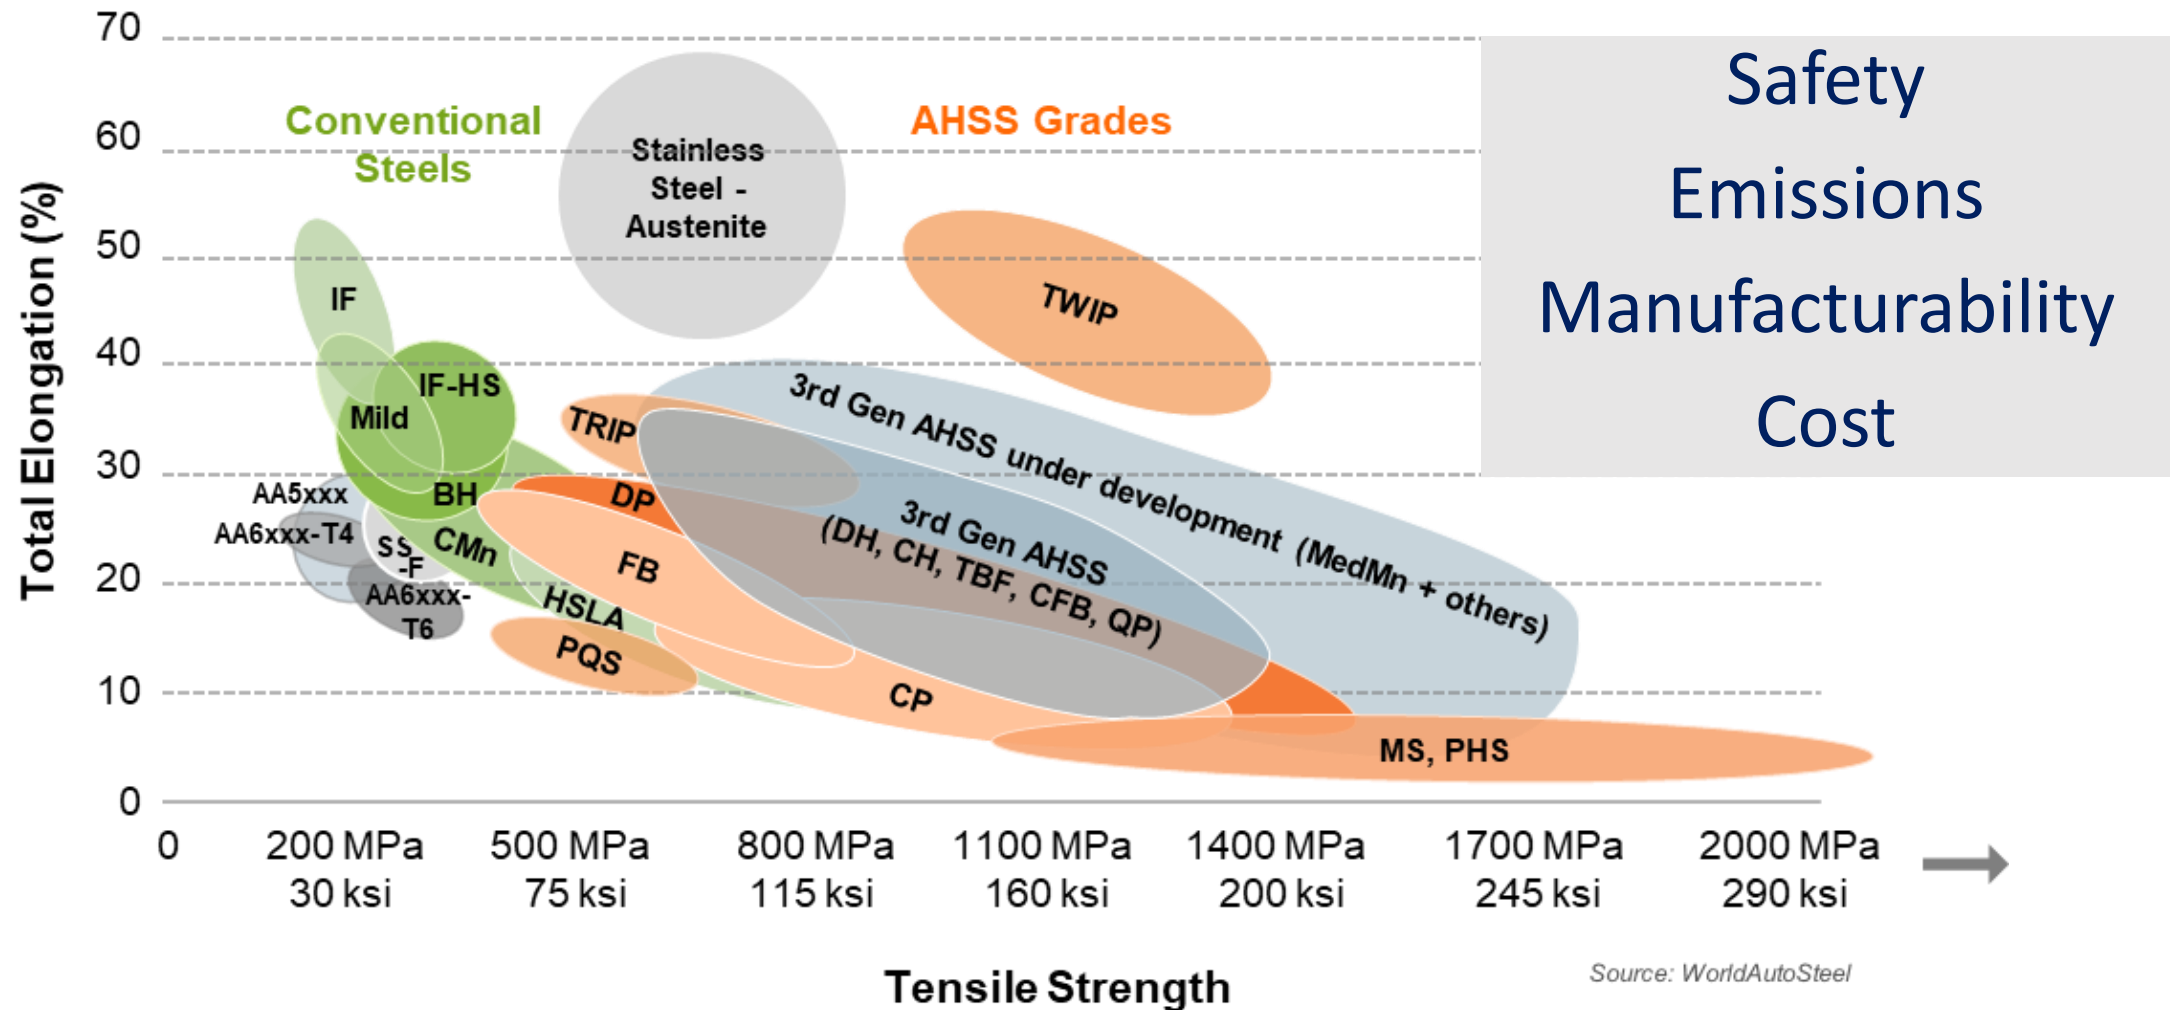 70
60
50
40
30
20
10
0
Total Elongation (%)
Conventional
Steels
AHSS Grades
Stainless
Steel -
Austenite
IF
IF-HS
Mild
BH
AA5xxx
AA6xxx-T4
SS
-F
CMn
AA6xxx-
T6
TRIP
DP
FB
HSLA
PQS
CP
TWIP
3rd Gen AHSS under development (MedMn + others)
3rd Gen AHSS
(DH, CH, TBF, CFB, QP)
MS, PHS
Safety
Emissions
Manufacturability
Cost
0 200 MPa 500 MPa 800 MPa 1100 MPa 1400 MPa 1700 MPa 2000 MPa
30 ksi 75 ksi 115 ksi 160 ksi 200 ksi 245 ksi 290 ksi
Tensile Strength
Source: WorldAutoSteel